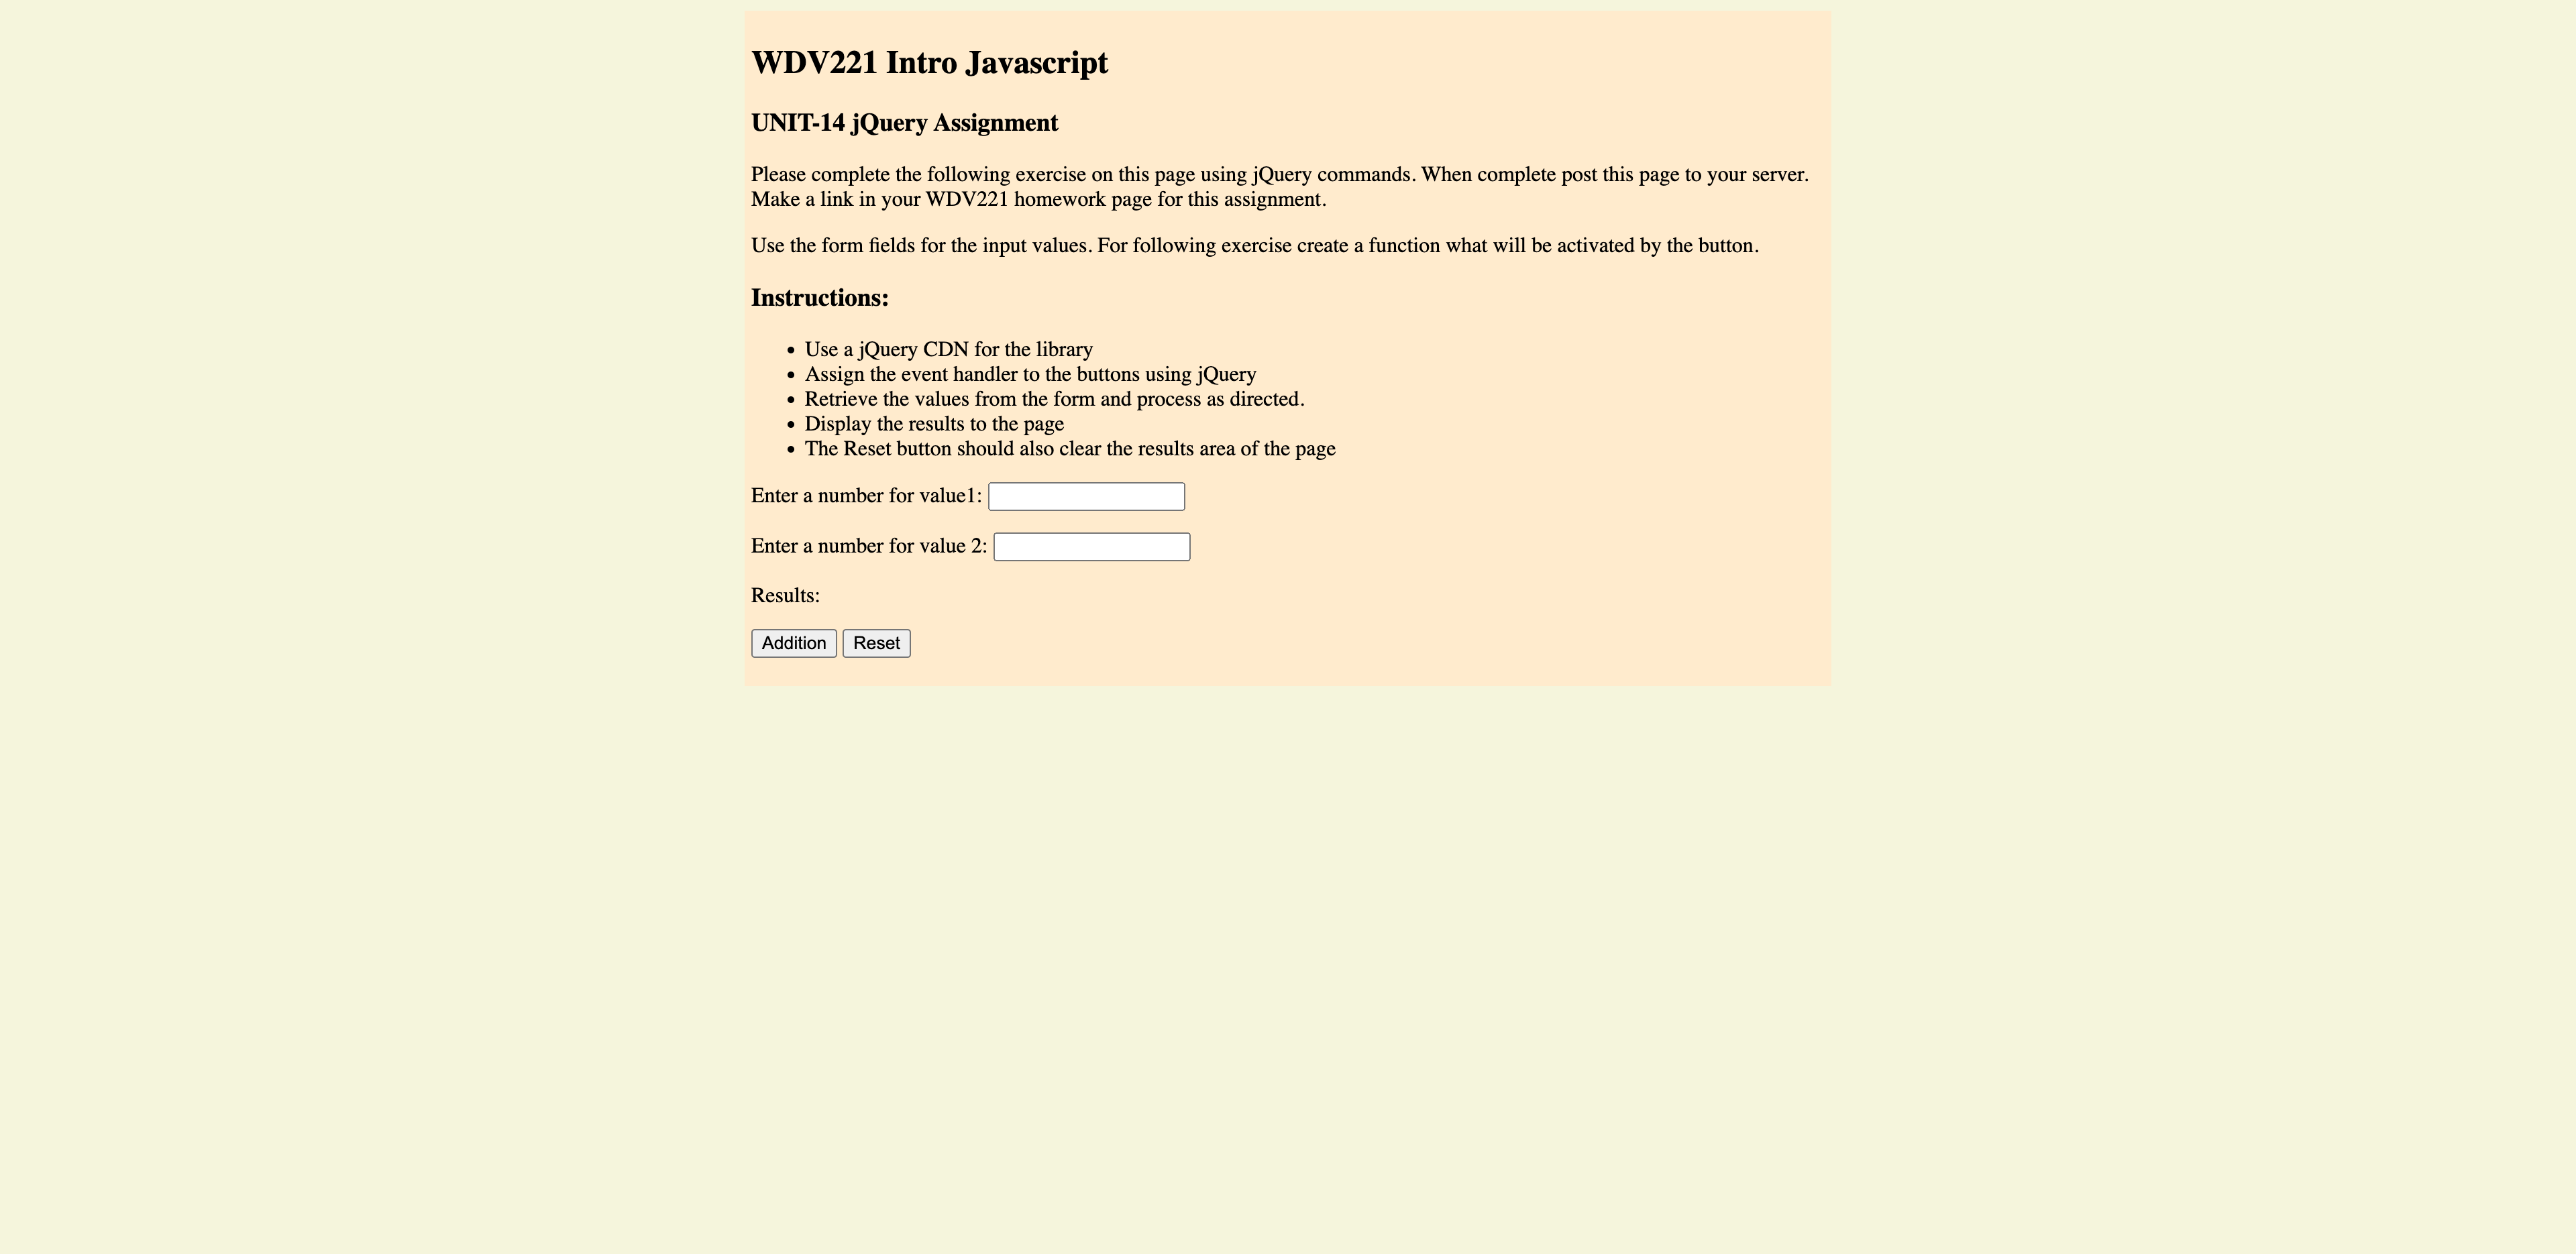 WDV221 Intro Javascript
UNIT-14 jQuery Assignment
Please complete the following exercise on this page using jQuery commands. When complete post this page to your server.
Make a link in your WDV221 homework page for this assignment.
Use the form fields for the input values. For following exercise create a function what will be activated by the button.
Instructions:
• Use a jQuery CDN for the library
• Assign the event handler to the buttons using jQuery
• Retrieve the values from the form and process as directed.
• Display the results to the page
• The Reset button should also clear the results area of the page
Enter a number for value1:
Enter a number for value 2:
Results:
Addition Reset